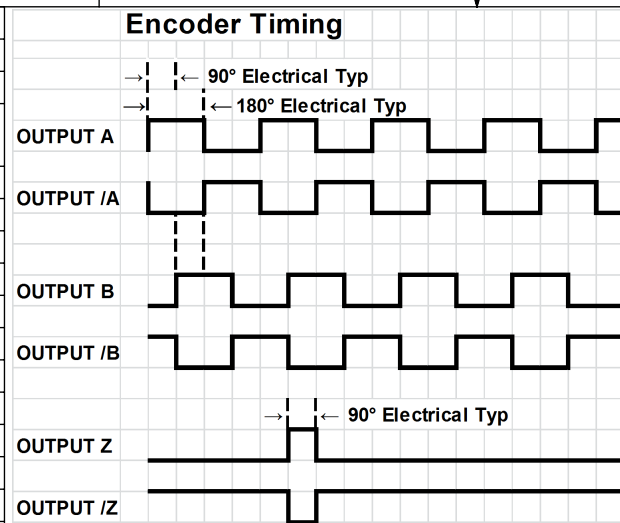 Encoder Timing
→ ← 90° Electrical Typ
→ ← 180° Electrical Typ
OUTPUT A
OUTPUT /A
OUTPUT B
OUTPUT /B
→ ← 90° Electrical Typ
OUTPUT Z
OUTPUT /Z